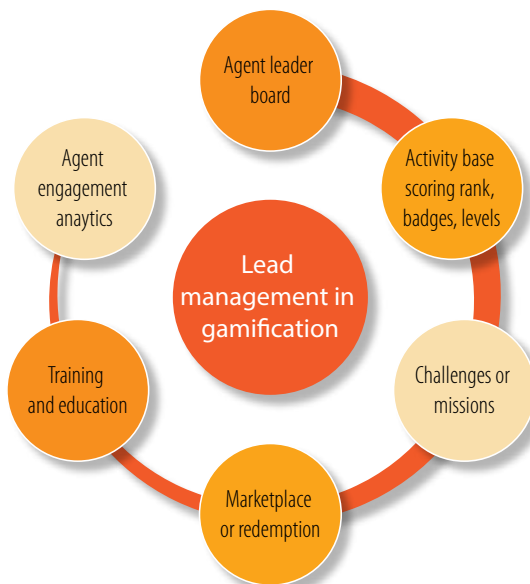 Agent leader
board
Activity base
scoring rank,
badges, levels
Challenges or
missions
Marketplace
or redemption
Training
and education
Agent
engagement
anaytics
Lead
management in
gamification